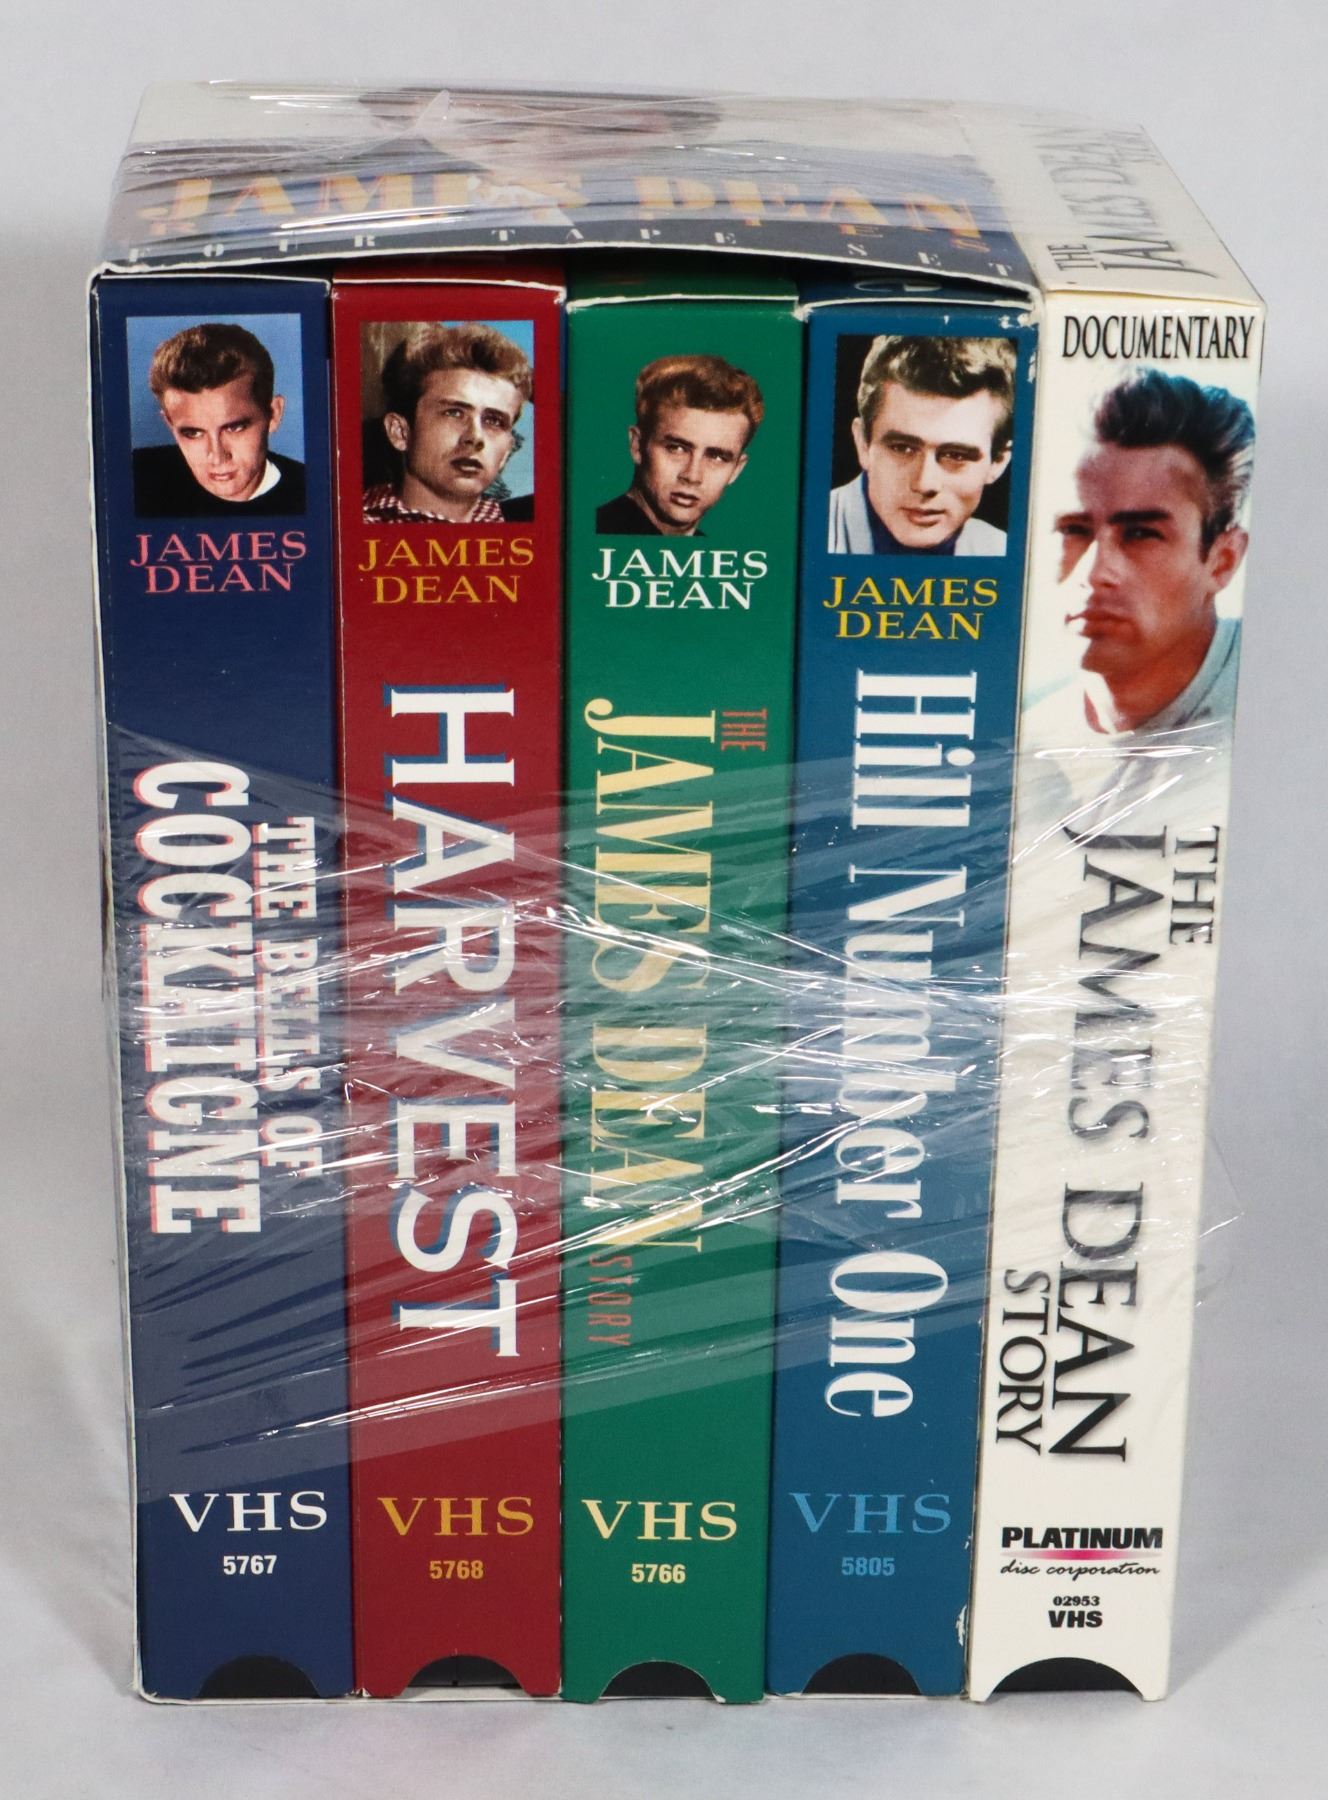 JAMES DEAN
FOUR TAPE SET
THE
JAMES DEAN
STORY
JAMES
DEAN
THE BELLS OF
COCKAIGNE
VHS
5767
JAMES
DEAN
HARVEST
VHS
5768
JAMES
DEAN
THE
JAMES DEAN
STORY
VHS
5766
JAMES
DEAN
Hill Number One
VHS
5805
DOCUMENTARY
THE
JAMES DEAN
STORY
PLATINUM
disc corporation
02953
VHS